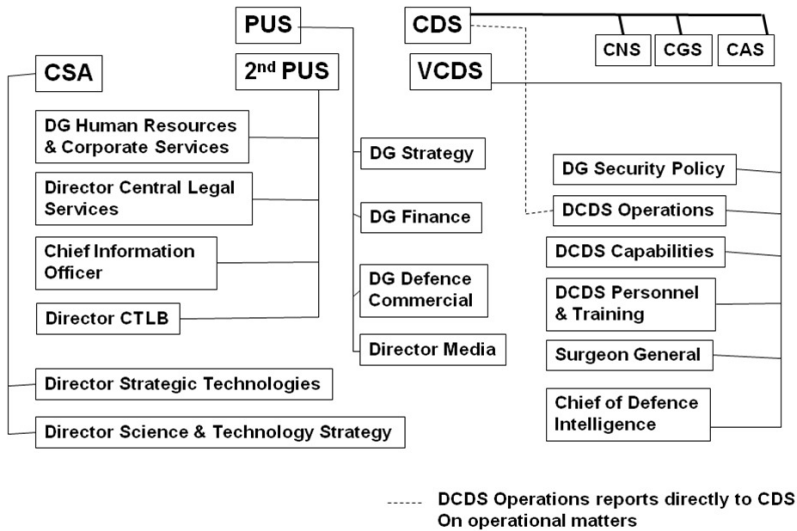 PUS
CDS
CNS
CGS
CAS
CSA
2nd PUS
VCDS
DG Human Resources
& Corporate Services
Director Central Legal
Services
Chief Information
Officer
Director CTLB
Director Strategic Technologies
Director Science & Technology Strategy
DG Strategy
DG Finance
DG Defence
Commercial
Director Media
DG Security Policy
DCDS Operations
DCDS Capabilities
DCDS Personnel
& Training
Surgeon General
Chief of Defence
Intelligence
DCDS Operations reports directly to CDS
On operational matters